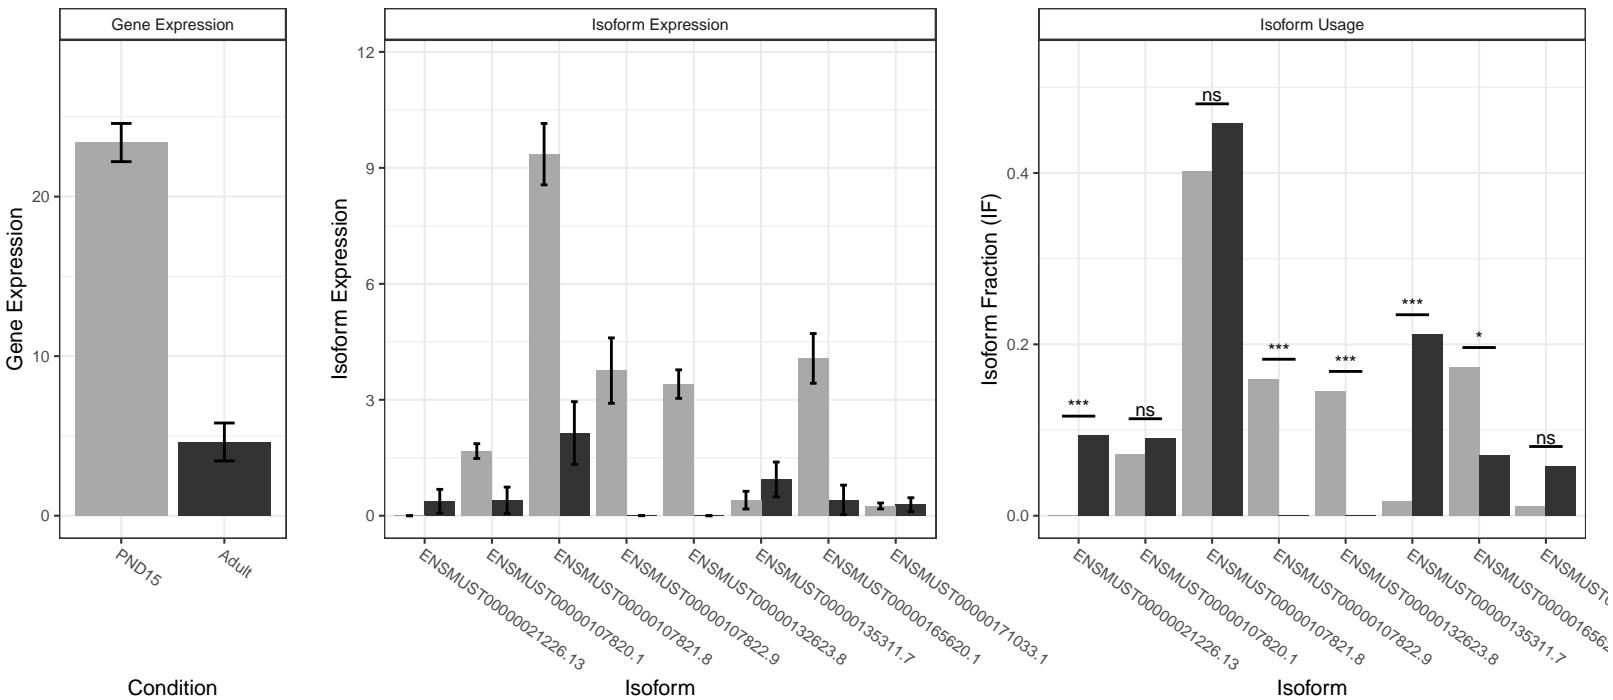 Gene Expression
Gene Expression
20
10
0
PND15
Adult
Condition
Isoform Expression
Isoform Expression
12
9
6
3
0
ENSMUST00000021226.13
ENSMUST00000107820.1
ENSMUST00000107821.8
ENSMUST00000107822.9
ENSMUST00000132623.8
ENSMUST00000135311.7
ENSMUST00000165620.1
ENSMUST00000171033.1
Isoform
Isoform Usage
Isoform Fraction (IF)
0.4
0.2
0.0
***
ns
ns
***
***
***
*
ns
ENSMUST00000021226.13
ENSMUST00000107820.1
ENSMUST00000107821.8
ENSMUST00000107822.9
ENSMUST00000132623.8
ENSMUST00000135311.7
Isoform